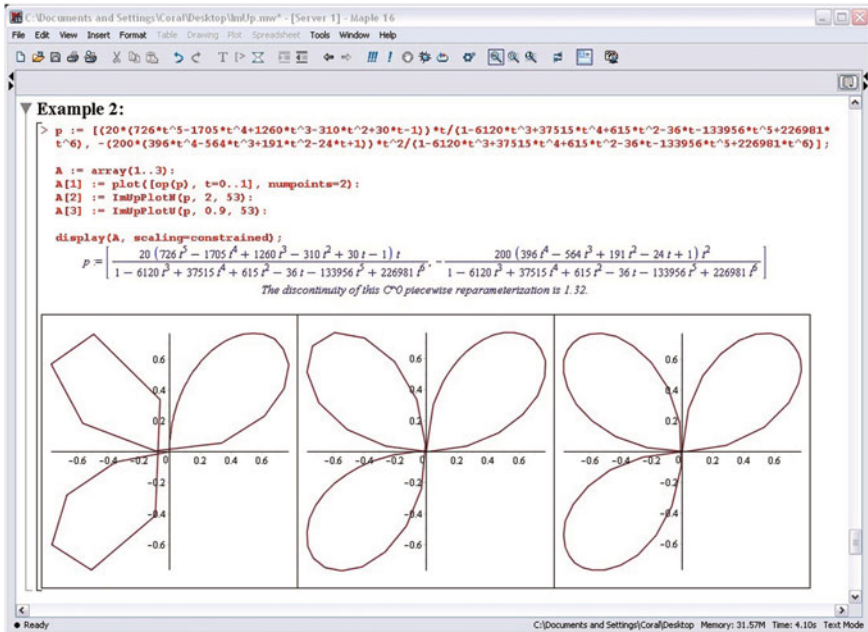 C:\Documents and Settings\Coral\Desktop\ImUp.mw* - [Server 1] - Maple 16
File Edit View Insert Format Table Drawing Plot Spreadsheet Tools Window Help
Example 2:
> p := [(20*(726*t^5-1705*t^4+1260*t^3-310*t^2+30*t-1))*t/(1-6120*t^3+37515*t^4+615*t^2-36*t-133956*t^5+226981*
t^6), -(200*(396*t^4-564*t^3+191*t^2-24*t+1))*t^2/(1-6120*t^3+37515*t^4+615*t^2-36*t-133956*t^5+226981*t^6)];
A := array(1..3):
A[1] := plot([op(p), t=0..1], numpoints=2):
A[2] := ImUpPlotN(p, 2, 53):
A[3] := ImUpPlotU(p, 0.9, 53):
display(A, scaling=constrained);
p := [ 20 (726 t^5 − 1705 t^4 + 1260 t^3 − 310 t^2 + 30 t − 1) t / (1 − 6120 t^3 + 37515 t^4 + 615 t^2 − 36 t − 133956 t^5 + 226981 t^6), − 200 (396 t^4 − 564 t^3 + 191 t^2 − 24 t + 1) t^2 / (1 − 6120 t^3 + 37515 t^4 + 615 t^2 − 36 t − 133956 t^5 + 226981 t^6) ]
The discontinuity of this C^0 piecewise reparameterization is 1.32.
0.6 0.6 0.6
0.4 0.4 0.4
0.2 0.2 0.2
-0.6 -0.4 -0.2 0 0.2 0.4 0.6 -0.6 -0.4 -0.2 0 0.2 0.4 0.6 -0.6 -0.4 -0.2 0 0.2 0.4 0.6
-0.2 -0.2 -0.2
-0.4 -0.4 -0.4
-0.6 -0.6 -0.6
Ready C:\Documents and Settings\Coral\Desktop Memory: 31.57M Time: 4.10s Text Mode